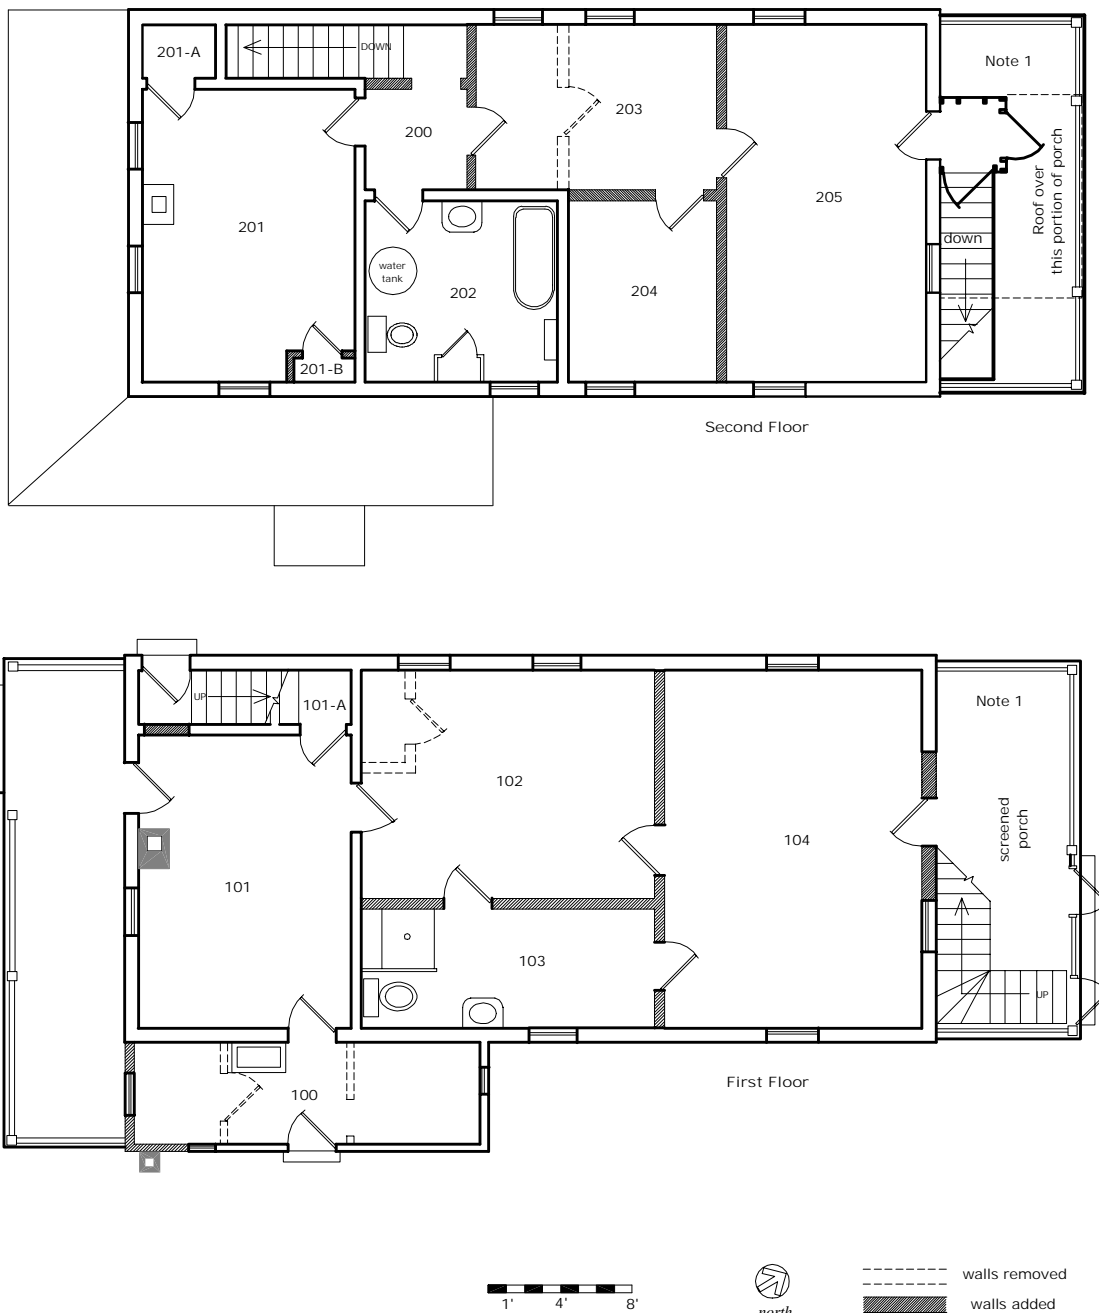 201-A
DOWN
Note 1
200
203
201
205
Roof over
this portion of porch
down
water
tank
202
204
201-B
Second Floor
UP
101-A
Note 1
102
screened
porch
104
101
103
UP
100
First Floor
1' 4' 8'
north
walls removed
walls added